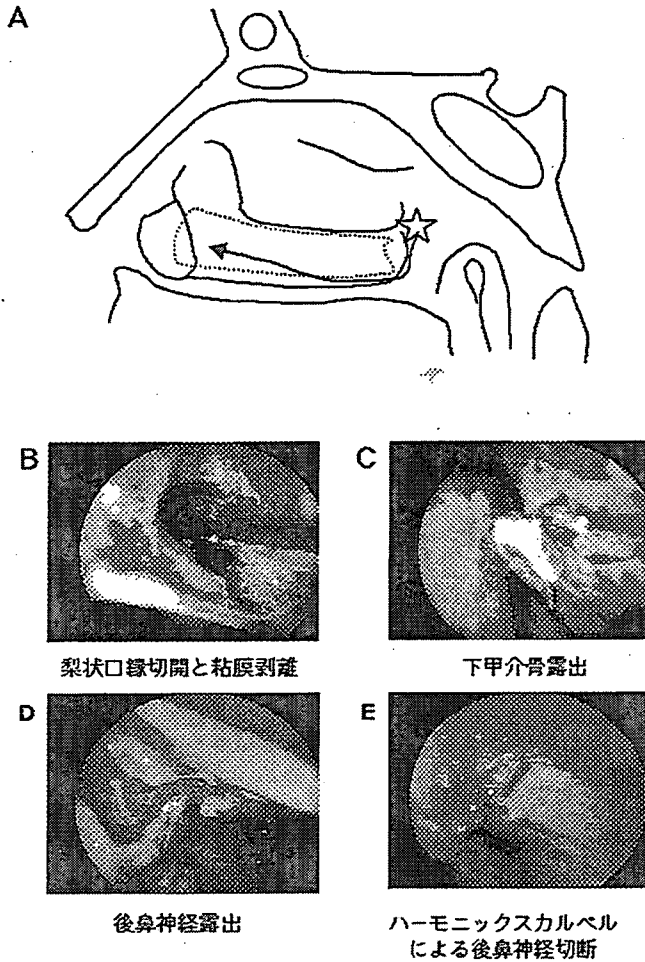 A
B
C
梨状口縁切開と粘膜剥離
下甲介骨露出
D
E
後鼻神経露出
ハーモニックスカルペル
による後鼻神経切断